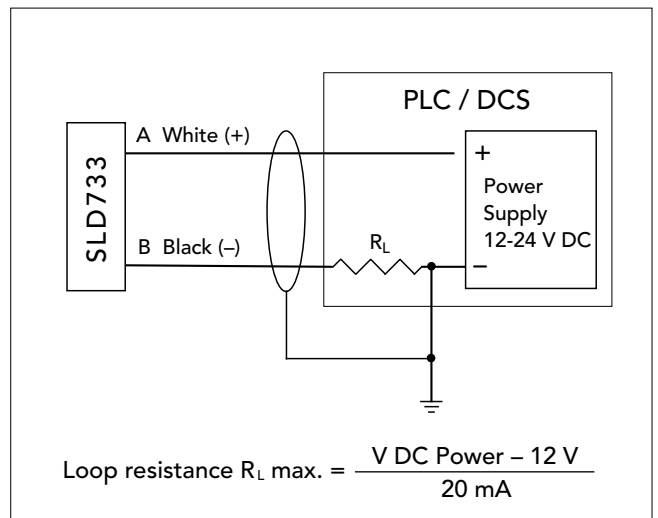 PLC / DCS
SLD733
A White (+)
+
Power
Supply
12-24 V DC
B Black (–)
RL
–
Loop resistance RL max. = V DC Power – 12 V
20 mA